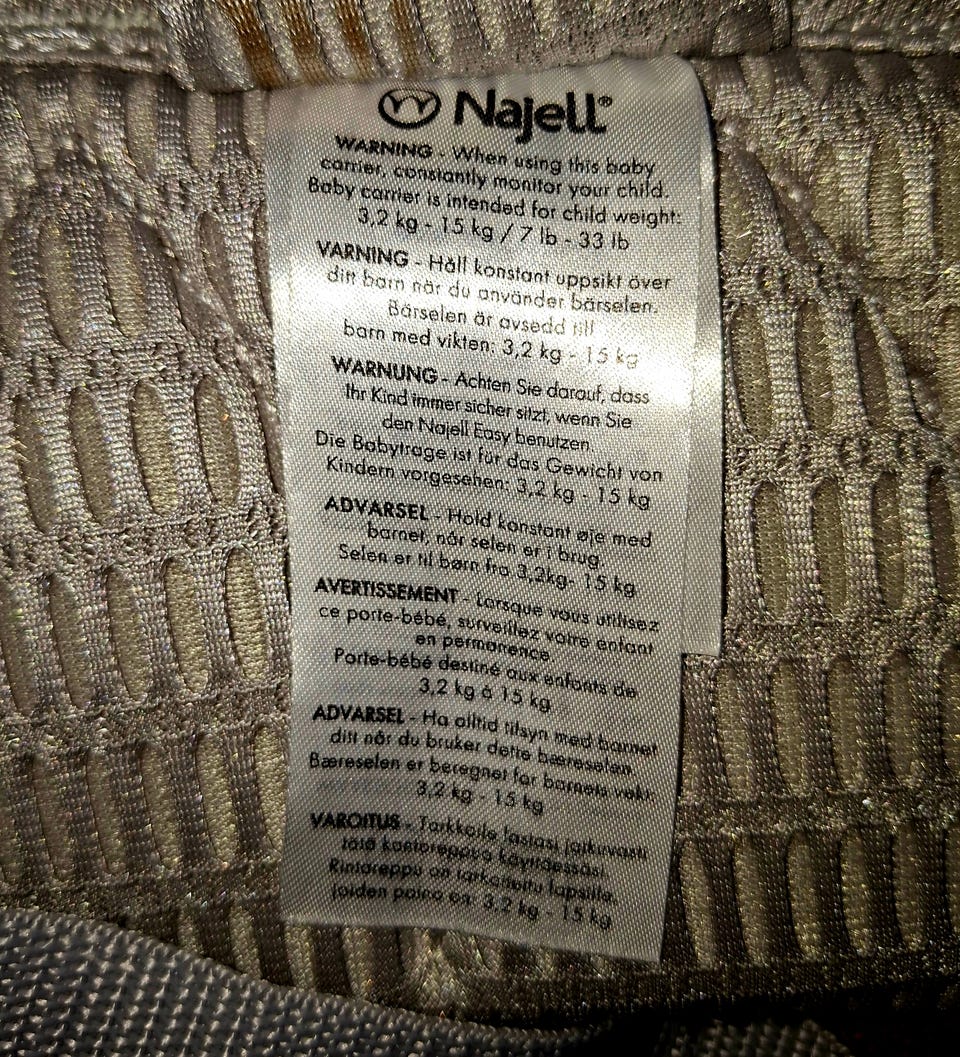 Najell®
WARNING - When using this baby
carrier, constantly monitor your child.
Baby carrier is intended for child weight:
3,2 kg - 15 kg / 7 lb - 33 lb
VARNING - Håll konstant uppsikt över
ditt barn när du använder bärselen.
Bärselen är avsedd till
barn med vikten: 3,2 kg - 15 kg
WARNUNG - Achten Sie darauf, dass
Ihr Kind immer sicher sitzt, wenn Sie
den Najell Easy benutzen.
Die Babytrage ist für das Gewicht von
Kindern vorgesehen: 3,2 kg - 15 kg
ADVARSEL - Hold konstant øje med
barnet, når selen er i brug.
Selen er til børn fra 3,2kg- 15 kg
AVERTISSEMENT - Lorsque vous utilisez
ce porte-bébé, surveillez votre enfant
en permanence.
Porte-bébé destiné aux enfants de
3,2 kg à 15 kg
ADVARSEL - Ha alltid tilsyn med barnet
ditt når du bruker dette bæreselen.
Bæreselen er beregnet for barnets vekt:
3,2 kg - 15 kg
VAROITUS - Tarkkaile lastasi jatkuvasti
tätä kantoreppua käyttäessäsi.
Rintareppu on tarkoitettu lapsille,
joiden paino on: 3,2 kg - 15 kg